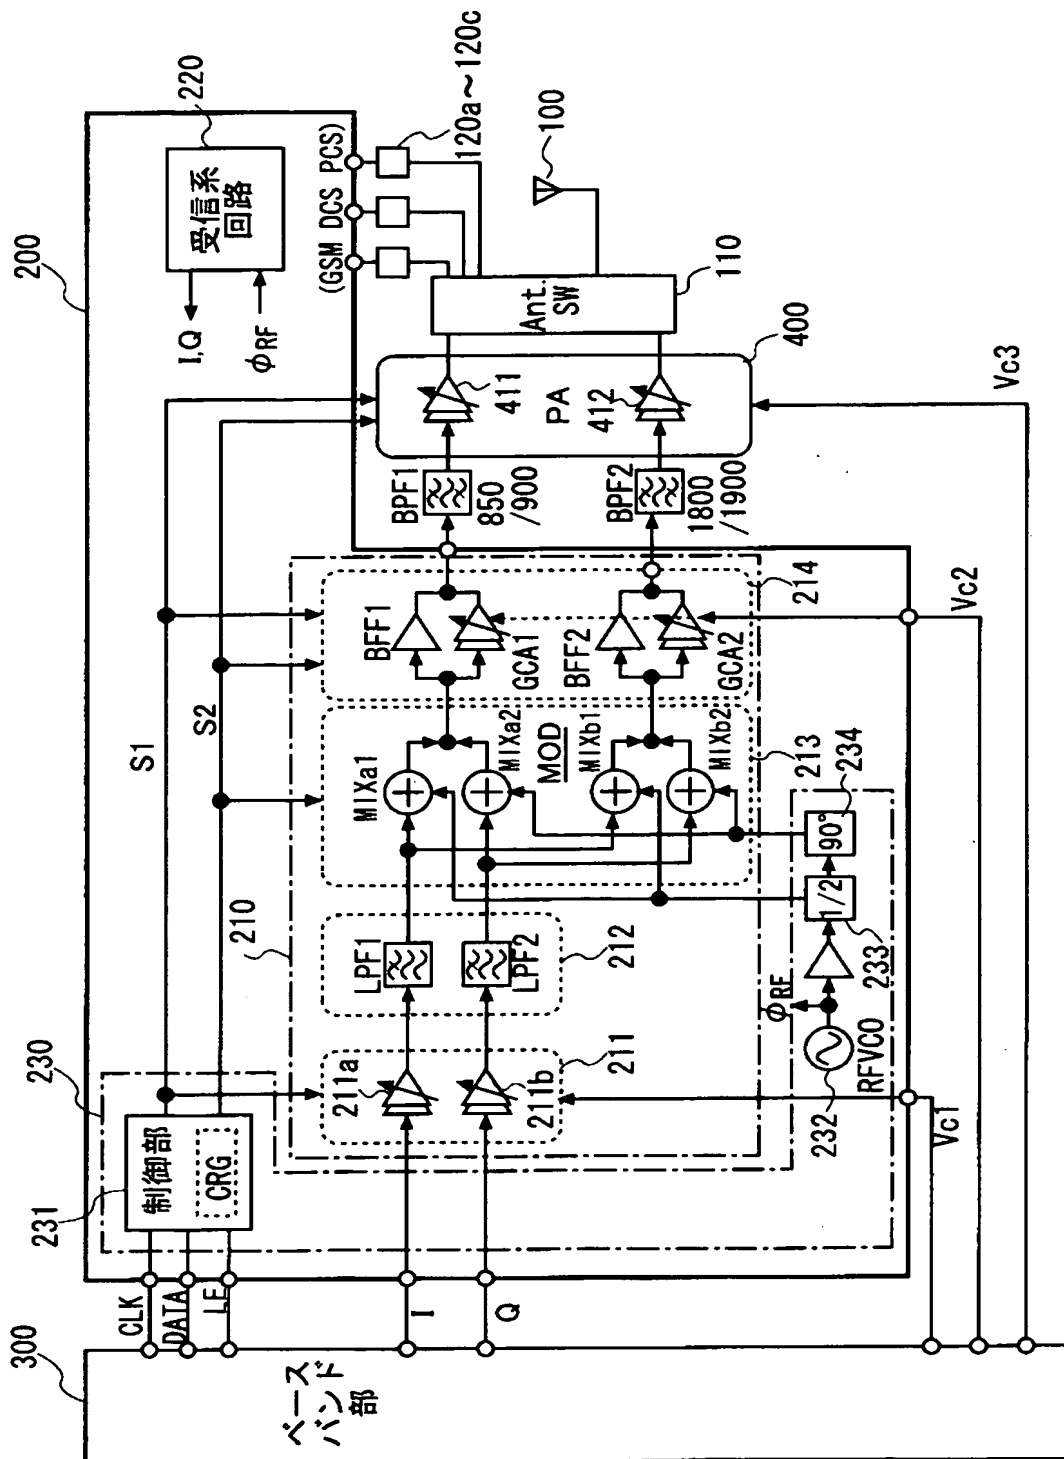 300
ベース
バンド
部
CLK
DATA
LE
I
Q
231
制御部
CRG
230
S1
S2
200
220
受信系
回路
I,Q
ΦRF
(GSM DCS PCS)
120a～120c
100
Ant.
SW
110
210
211a
211b
211
LPF1
LPF2
212
MIXa1
MIXa2
MOD
MIXb1
MIXb2
213
BFF1
GCA1
BFF2
GCA2
214
BPF1
850
/900
BPF2
1800
/1900
411
PA
412
400
RFVCO
232
ΦRF
1/2
233
90°
234
Vc1
Vc2
Vc3